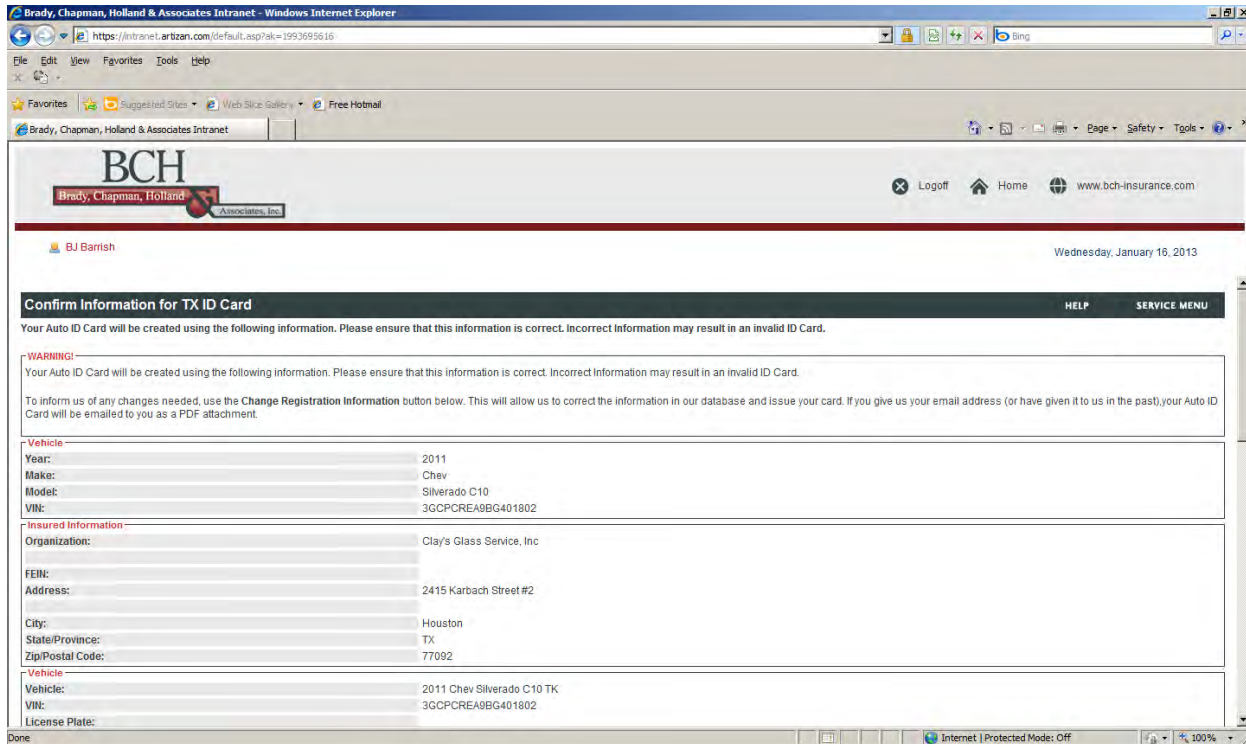 Brady, Chapman, Holland & Associates Intranet - Windows Internet Explorer
https://intranet.artizan.com/default.asp?ak=1993695616
Bing
File Edit View Favorites Tools Help
Favorites Suggested Sites Web Slice Gallery Free Hotmail
Brady, Chapman, Holland & Associates Intranet
Page Safety Tools
BCH
Brady, Chapman, Holland
&
Associates, Inc.
Logoff Home www.bch-insurance.com
BJ Barrish
Wednesday, January 16, 2013
Confirm Information for TX ID Card HELP SERVICE MENU
Your Auto ID Card will be created using the following information. Please ensure that this information is correct. Incorrect Information may result in an invalid ID Card.
WARNING!
Your Auto ID Card will be created using the following information. Please ensure that this information is correct. Incorrect Information may result in an invalid ID Card.
To inform us of any changes needed, use the Change Registration Information button below. This will allow us to correct the information in our database and issue your card. If you give us your email address (or have given it to us in the past),your Auto ID
Card will be emailed to you as a PDF attachment.
Vehicle
Year: 2011
Make: Chev
Model: Silverado C10
VIN: 3GCPCREA9BG401802
Insured Information
Organization: Clay's Glass Service, Inc
FEIN:
Address: 2415 Karbach Street #2
City: Houston
State/Province: TX
Zip/Postal Code: 77092
Vehicle
Vehicle: 2011 Chev Silverado C10 TK
VIN: 3GCPCREA9BG401802
License Plate:
Done Internet | Protected Mode: Off 100%